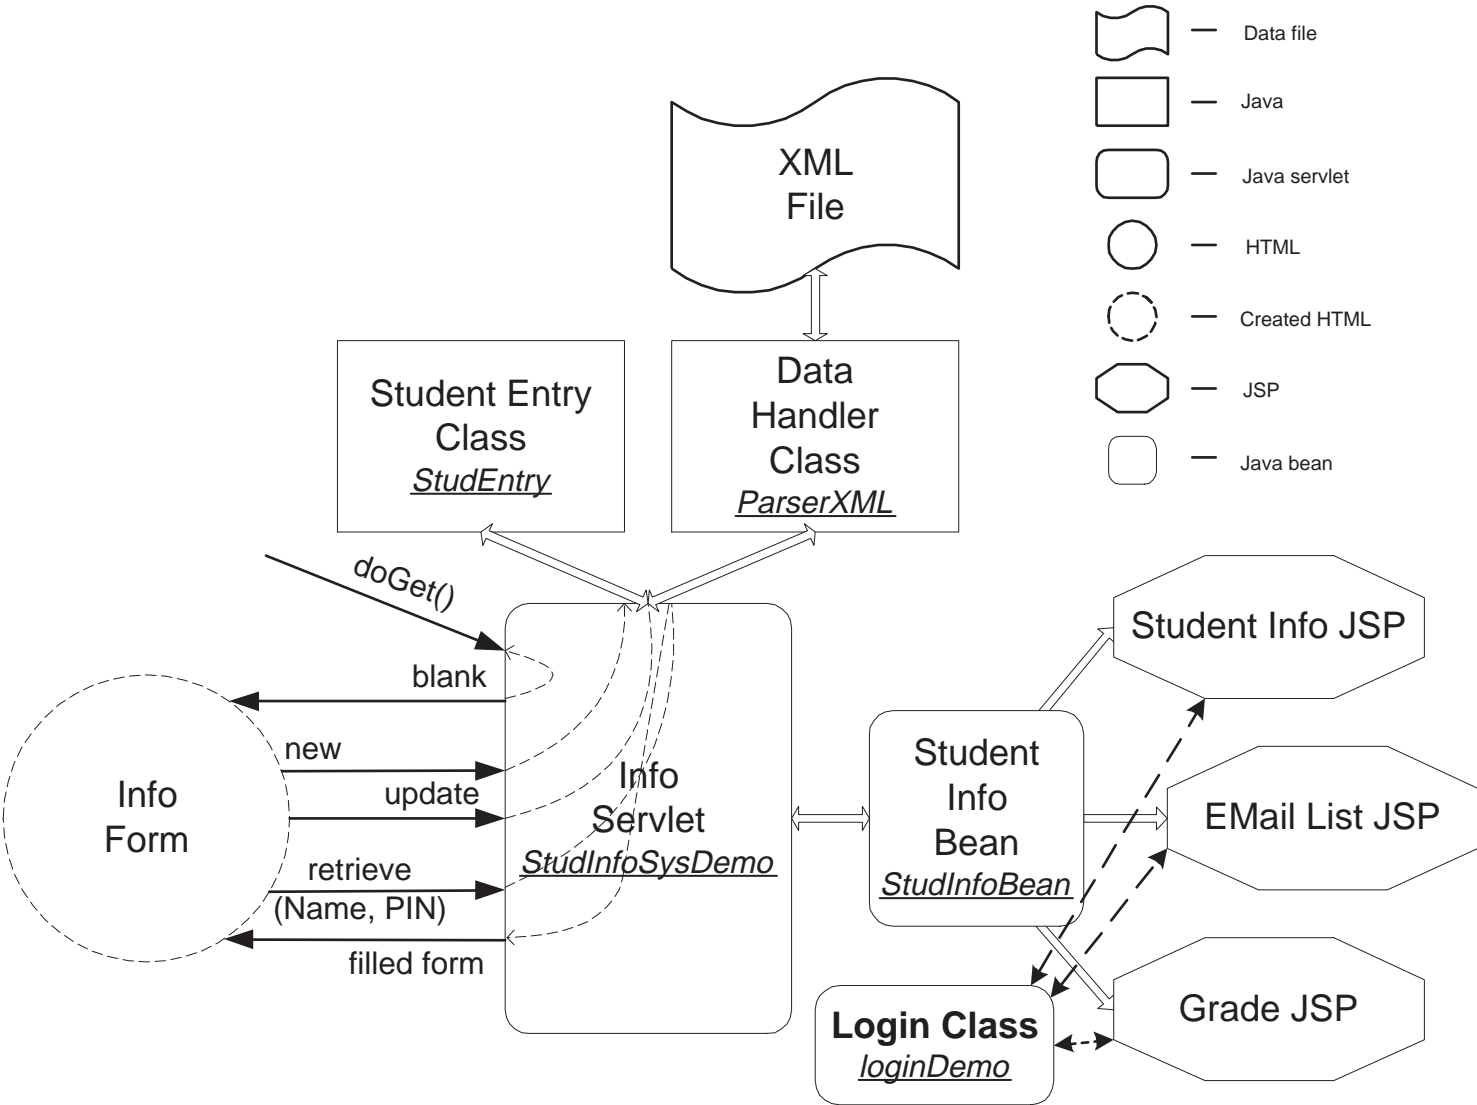 Data file
Java
Java servlet
HTML
Created HTML
JSP
Java bean
XML
File
Student Entry
Class
StudEntry
Data
Handler
Class
ParserXML
doGet()
blank
new
update
retrieve
(Name, PIN)
filled form
Info
Form
Info
Servlet
StudInfoSysDemo
Student
Info
Bean
StudInfoBean
Student Info JSP
EMail List JSP
Grade JSP
Login Class
loginDemo